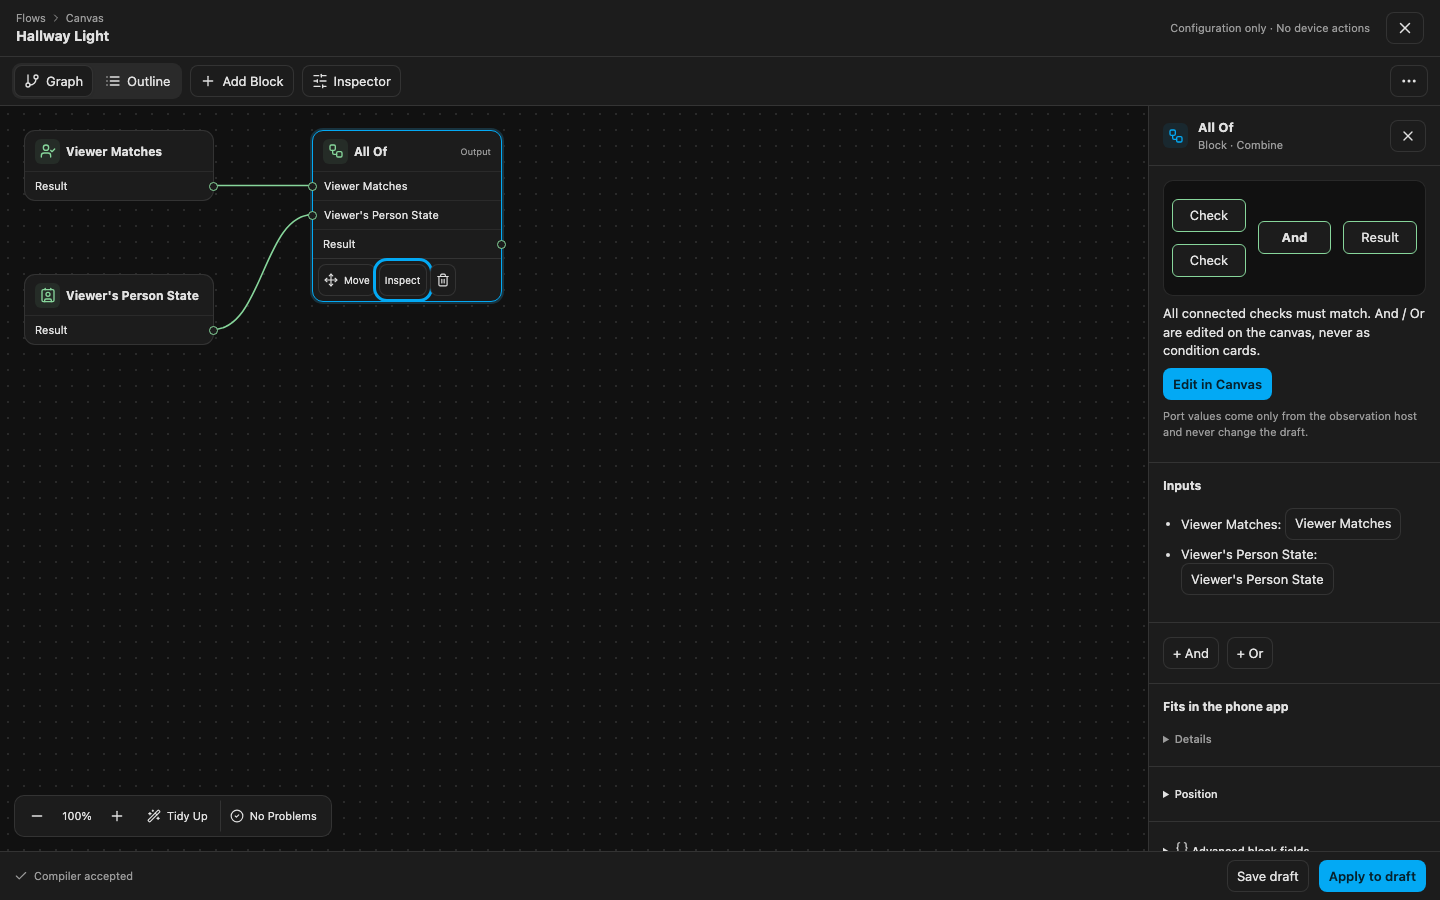 Flows > Canvas
Hallway Light
Configuration only · No device actions
Graph
Outline
Add Block
Inspector
Viewer Matches
Result
Viewer's Person State
Result
All Of
Output
Viewer Matches
Viewer's Person State
Result
Move
Inspect
All Of
Block · Combine
Check
Check
And
Result
All connected checks must match. And / Or
are edited on the canvas, never as
condition cards.
Edit in Canvas
Port values come only from the observation host
and never change the draft.
Inputs
• Viewer Matches: Viewer Matches
• Viewer's Person State:
Viewer's Person State
+ And
+ Or
Fits in the phone app
Details
Position
{} Advanced block fields
100%
Tidy Up
No Problems
Compiler accepted
Save draft
Apply to draft